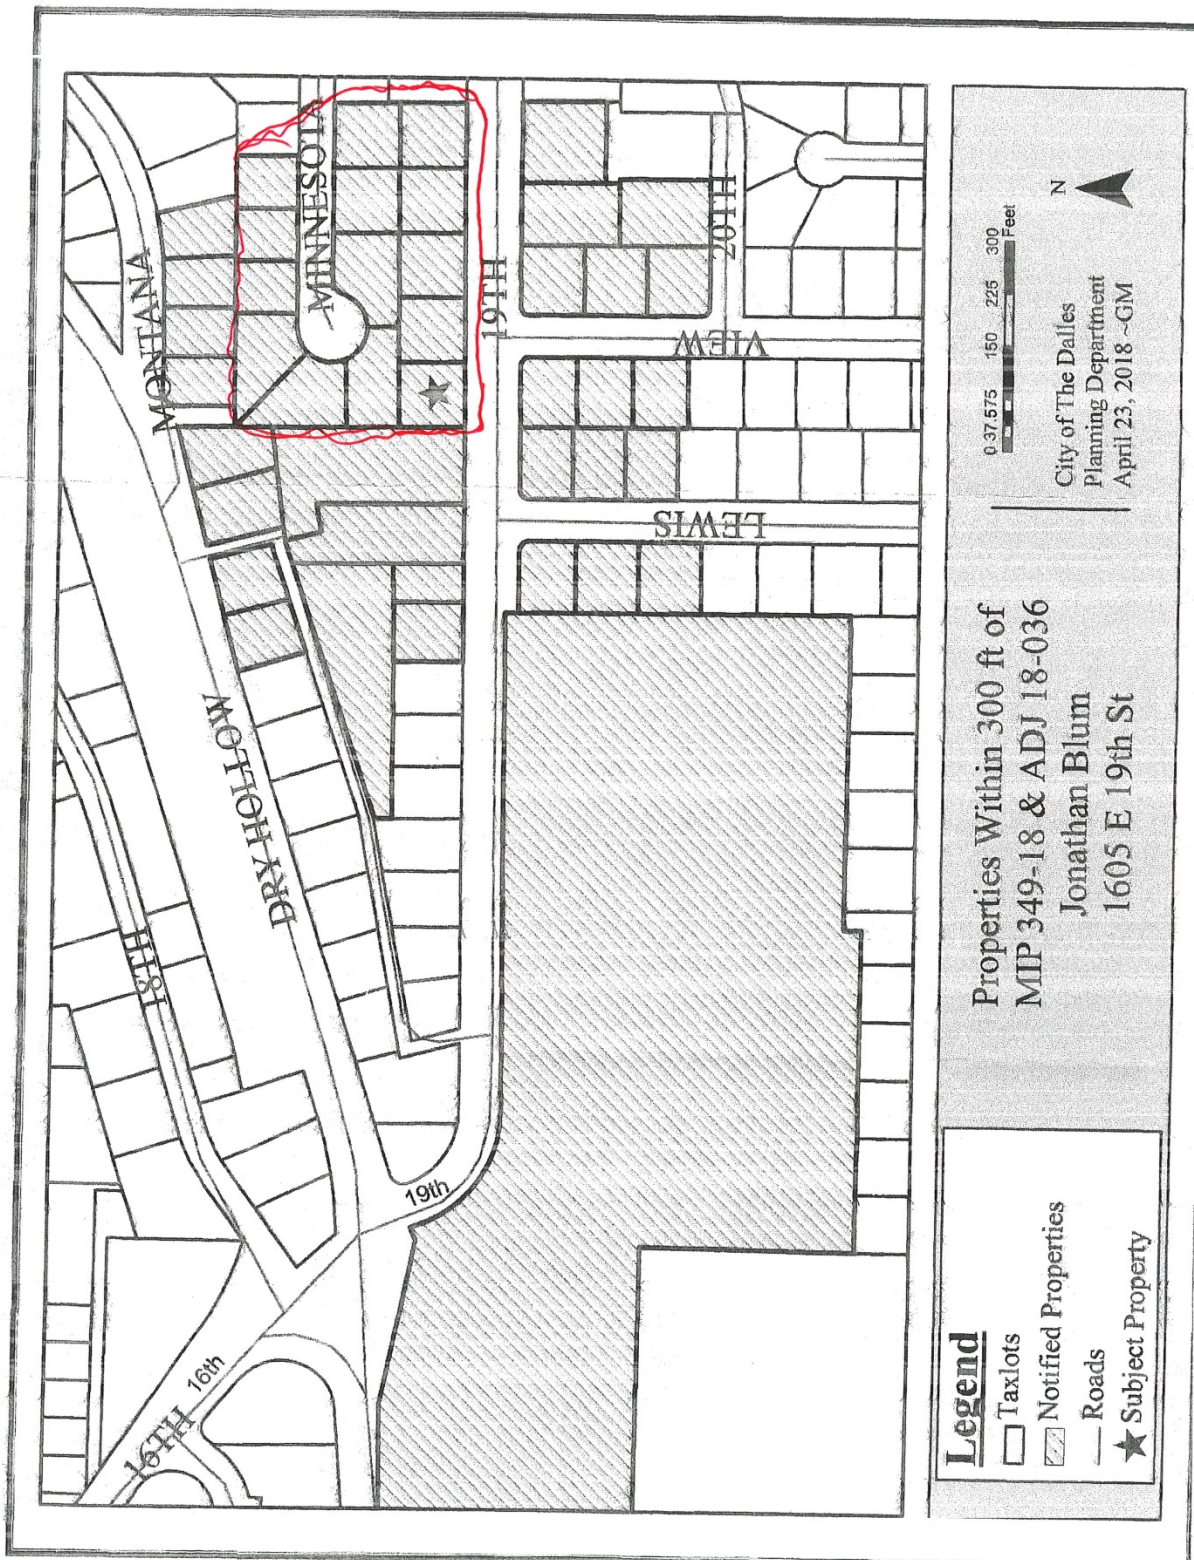 MONTANA
MINNESOTA
18TH
DRY HOLLOW
19TH
16TH
16th
19th
LEWIS
VIEW
20TH
Legend
Taxlots
Notified Properties
Roads
Subject Property
Properties Within 300 ft of
MIP 349-18 & ADJ 18-036
Jonathan Blum
1605 E 19th St
0 37.575 150 225 300
Feet
N
City of The Dalles
Planning Department
April 23, 2018 ~GM